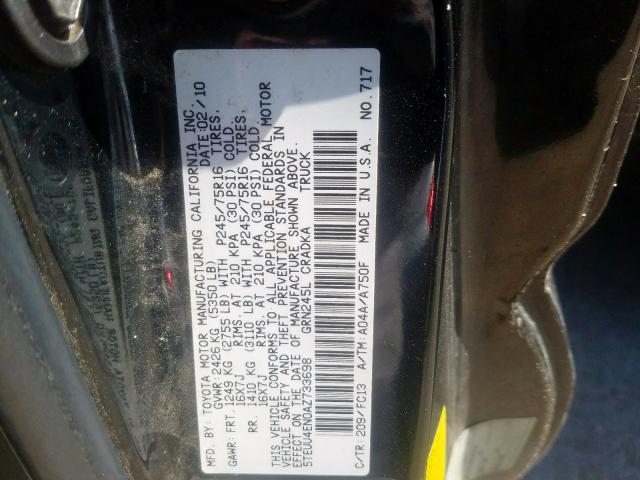 MFD. BY: TOYOTA MOTOR MANUFACTURING CALIFORNIA INC.
GVWR: 2426 KG (5350 LB) DATE: 02/10
GAWR: FRT. 1249 KG (2755 LB) WITH P245/75R16 TIRES,
16X7J RIMS, AT 210 KPA (30 PSI) COLD
RR. 1410 KG (3110 LB) WITH P245/75R16 TIRES,
16X7J RIMS, AT 210 KPA (30 PSI) COLD.
THIS VEHICLE CONFORMS TO ALL APPLICABLE FEDERAL MOTOR
VEHICLE SAFETY AND THEFT PREVENTION STANDARDS IN
EFFECT ON THE DATE OF MANUFACTURE SHOWN ABOVE.
5TEUU4EN0AZ733698 TRUCK
GRN245L CRADKA
C/TR: 209/FC13 A/TM: A04A/A750F MADE IN U.S.A. NO. 717